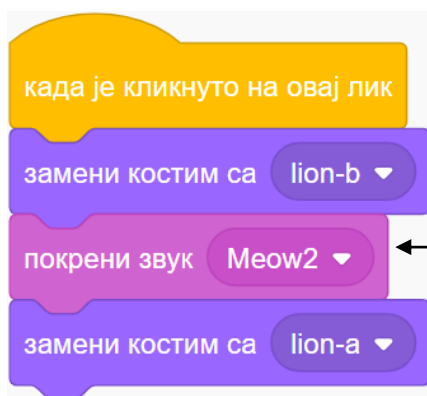 када је кликнуто на овај лик
замени костим са lion-b
покрени звук Meow2
замени костим са lion-a